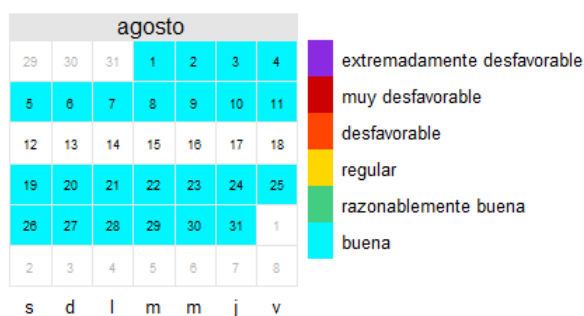 agosto
29 30 31 1 2 3 4
5 6 7 8 9 10 11
12 13 14 15 16 17 18
19 20 21 22 23 24 25
26 27 28 29 30 31 1
2 3 4 5 6 7 8
s d l m m j v
extremadamente desfavorable
muy desfavorable
desfavorable
regular
razonablemente buena
buena